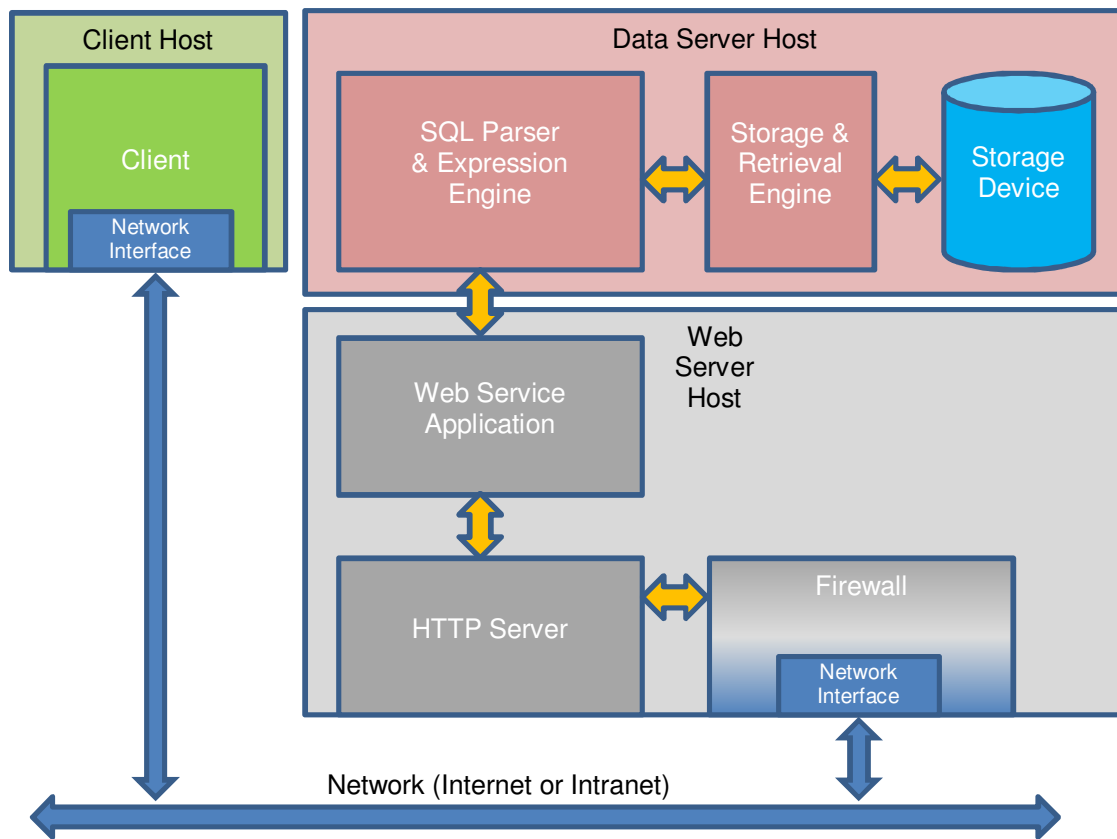 Client Host
Client
Network
Interface
Data Server Host
SQL Parser
& Expression
Engine
Storage &
Retrieval
Engine
Storage
Device
Web
Server
Host
Web Service
Application
HTTP Server
Firewall
Network
Interface
Network (Internet or Intranet)